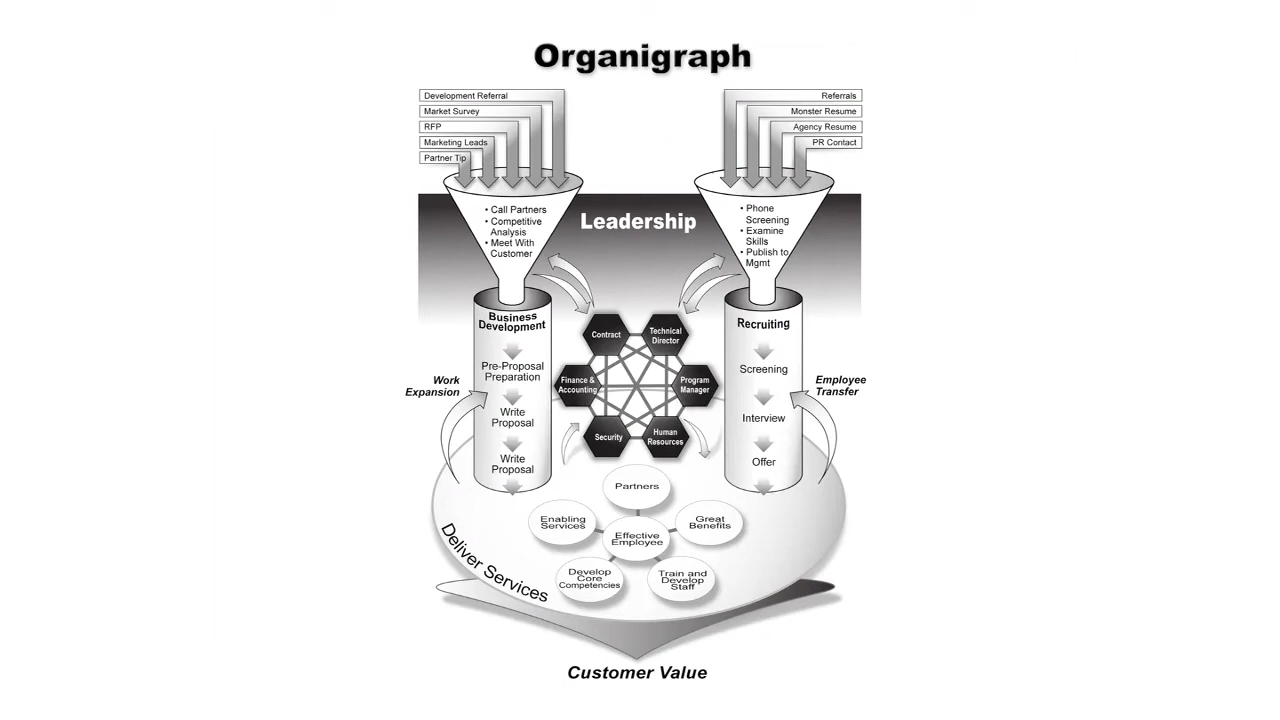 Organigraph
Development Referral
Market Survey
RFP
Marketing Leads
Partner Tip
Referrals
Monster Resume
Agency Resume
PR Contact
Leadership
• Call Partners
• Competitive
Analysis
• Meet With
Customer
• Phone
Screening
• Examine
Skills
• Publish to
Mgmt
Business
Development
Pre-Proposal
Preparation
Write
Proposal
Write
Proposal
Work
Expansion
Contract
Technical
Director
Finance &
Accounting
Program
Manager
Security
Human
Resources
Recruiting
Screening
Interview
Offer
Employee
Transfer
Partners
Enabling
Services
Great
Benefits
Effective
Employee
Develop
Core
Competencies
Train and
Develop
Staff
Deliver Services
Customer Value